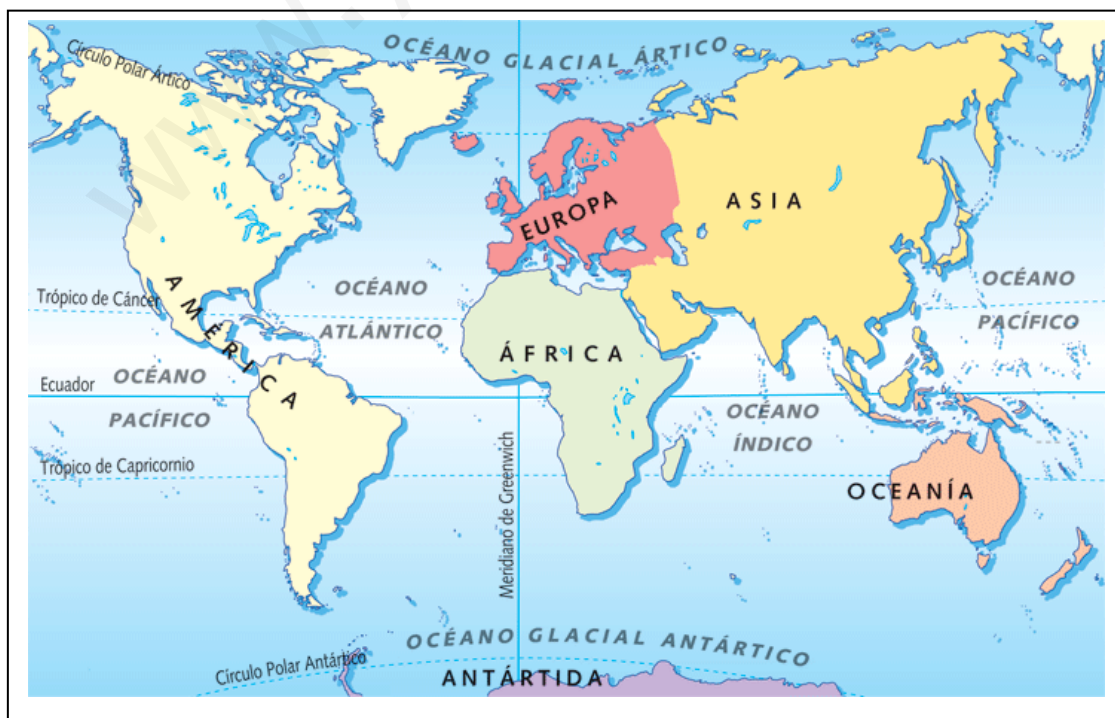 www.
OCÉANO GLACIAL ÁRTICO
Círculo Polar Ártico
EUROPA
ASIA
AMÉRICA
OCÉANO
ATLÁNTICO
Trópico de Cáncer
OCÉANO
PACÍFICO
ÁFRICA
Ecuador
OCÉANO
PACÍFICO
OCÉANO
ÍNDICO
Trópico de Capricornio
OCEANÍA
Meridiano de Greenwich
OCÉANO GLACIAL ANTÁRTICO
Círculo Polar Antártico
ANTÁRTIDA